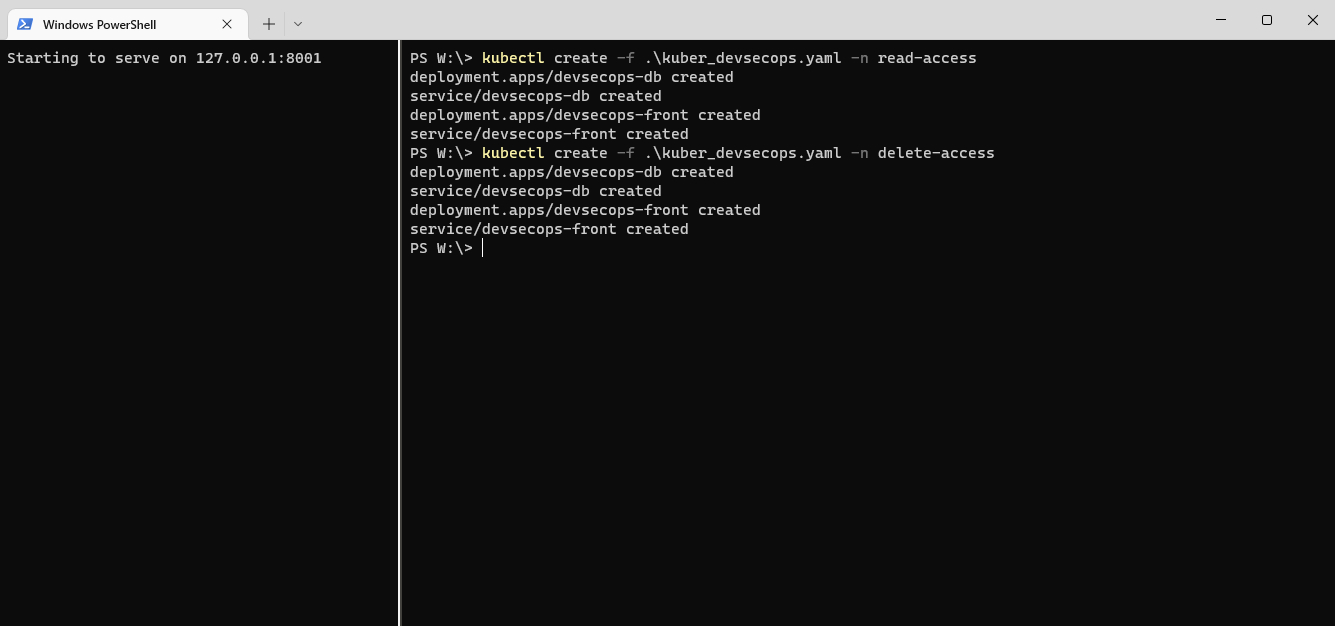 Windows PowerShell
Starting to serve on 127.0.0.1:8001
PS W:\> kubectl create -f .\kuber_devsecops.yaml -n read-access
deployment.apps/devsecops-db created
service/devsecops-db created
deployment.apps/devsecops-front created
service/devsecops-front created
PS W:\> kubectl create -f .\kuber_devsecops.yaml -n delete-access
deployment.apps/devsecops-db created
service/devsecops-db created
deployment.apps/devsecops-front created
service/devsecops-front created
PS W:\>